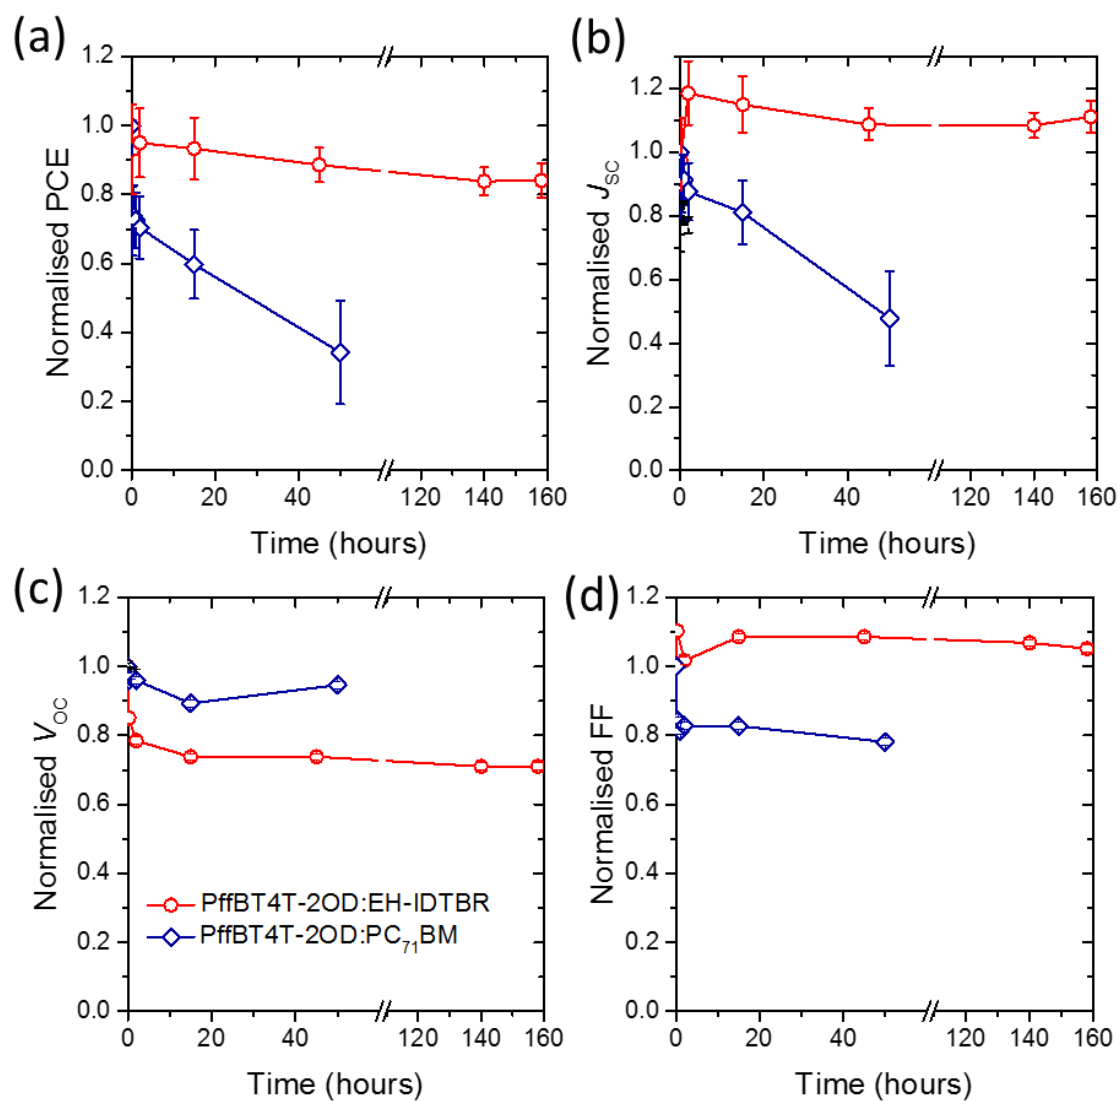 (a)
1.2
1.0
0.8
0.6
0.4
0.2
0.0
Normalised PCE
0 20 40 120 140 160
Time (hours)
(b)
1.2
1.0
0.8
0.6
0.4
0.2
0.0
Normalised JSC
0 20 40 120 140 160
Time (hours)
(c)
1.2
1.0
0.8
0.6
0.4
0.2
0.0
Normalised VOC
PffBT4T-2OD:EH-IDTBR
PffBT4T-2OD:PC71BM
0 20 40 120 140 160
Time (hours)
(d)
1.2
1.0
0.8
0.6
0.4
0.2
0.0
Normalised FF
0 20 40 120 140 160
Time (hours)